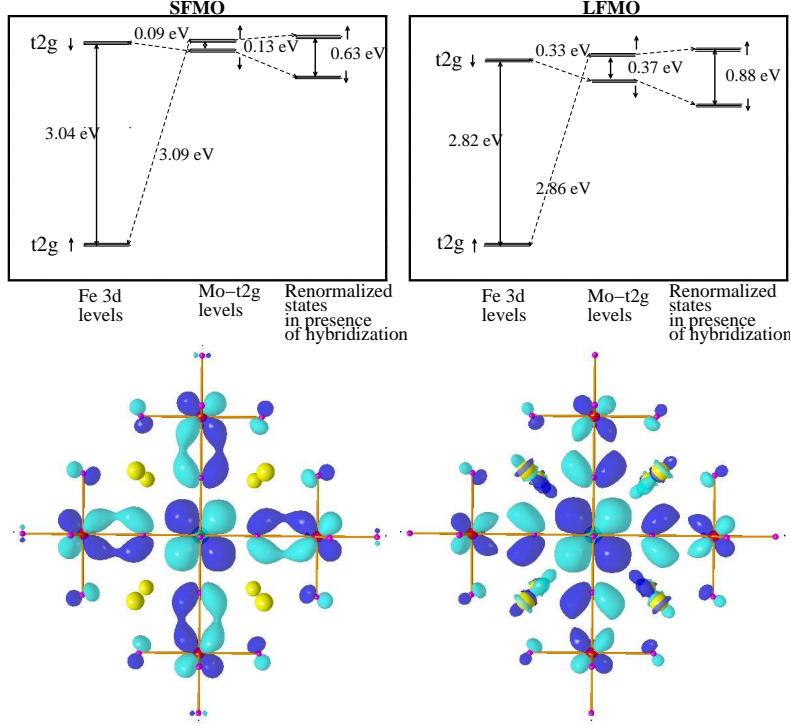 SFMO
t2g
0.09 eV
0.13 eV
0.63 eV
3.04 eV
3.09 eV
t2g
Fe 3d
levels
Mo−t2g
levels
Renormalized
states
in presence
of hybridization
LFMO
t2g
0.33 eV
0.37 eV
0.88 eV
2.82 eV
2.86 eV
t2g
Fe 3d
levels
Mo−t2g
levels
Renormalized
states
in presence
of hybridization